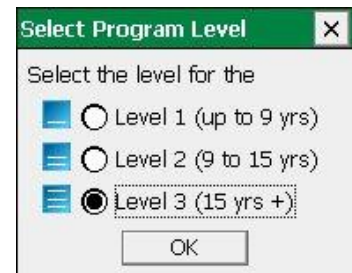 Select Program Level
Select the level for the
Level 1 (up to 9 yrs)
Level 2 (9 to 15 yrs)
Level 3 (15 yrs +)
OK